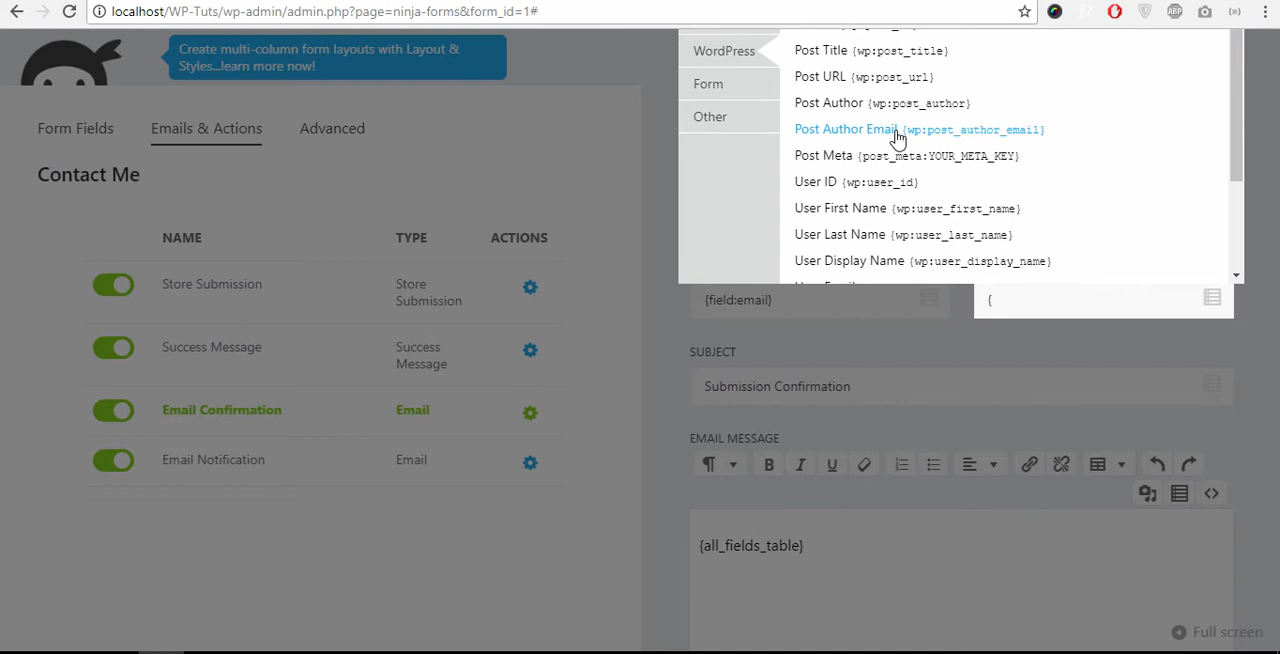 localhost/WP-Tuts/wp-admin/admin.php?page=ninja-forms&form_id=1#
ABP
Create multi-column form layouts with Layout &
Styles...learn more now!
Form Fields
Emails & Actions
Advanced
Contact Me
NAME
TYPE
ACTIONS
Store Submission
Store
Submission
Success Message
Success
Message
Email Confirmation
Email
Email Notification
Email
WordPress
Form
Other
Post Title {wp:post_title}
Post URL {wp:post_url}
Post Author {wp:post_author}
Post Author Email {wp:post_author_email}
Post Meta {post_meta:YOUR_META_KEY}
User ID {wp:user_id}
User First Name {wp:user_first_name}
User Last Name {wp:user_last_name}
User Display Name {wp:user_display_name}
{field:email}
{
SUBJECT
Submission Confirmation
EMAIL MESSAGE
B I U
{all_fields_table}
Full screen